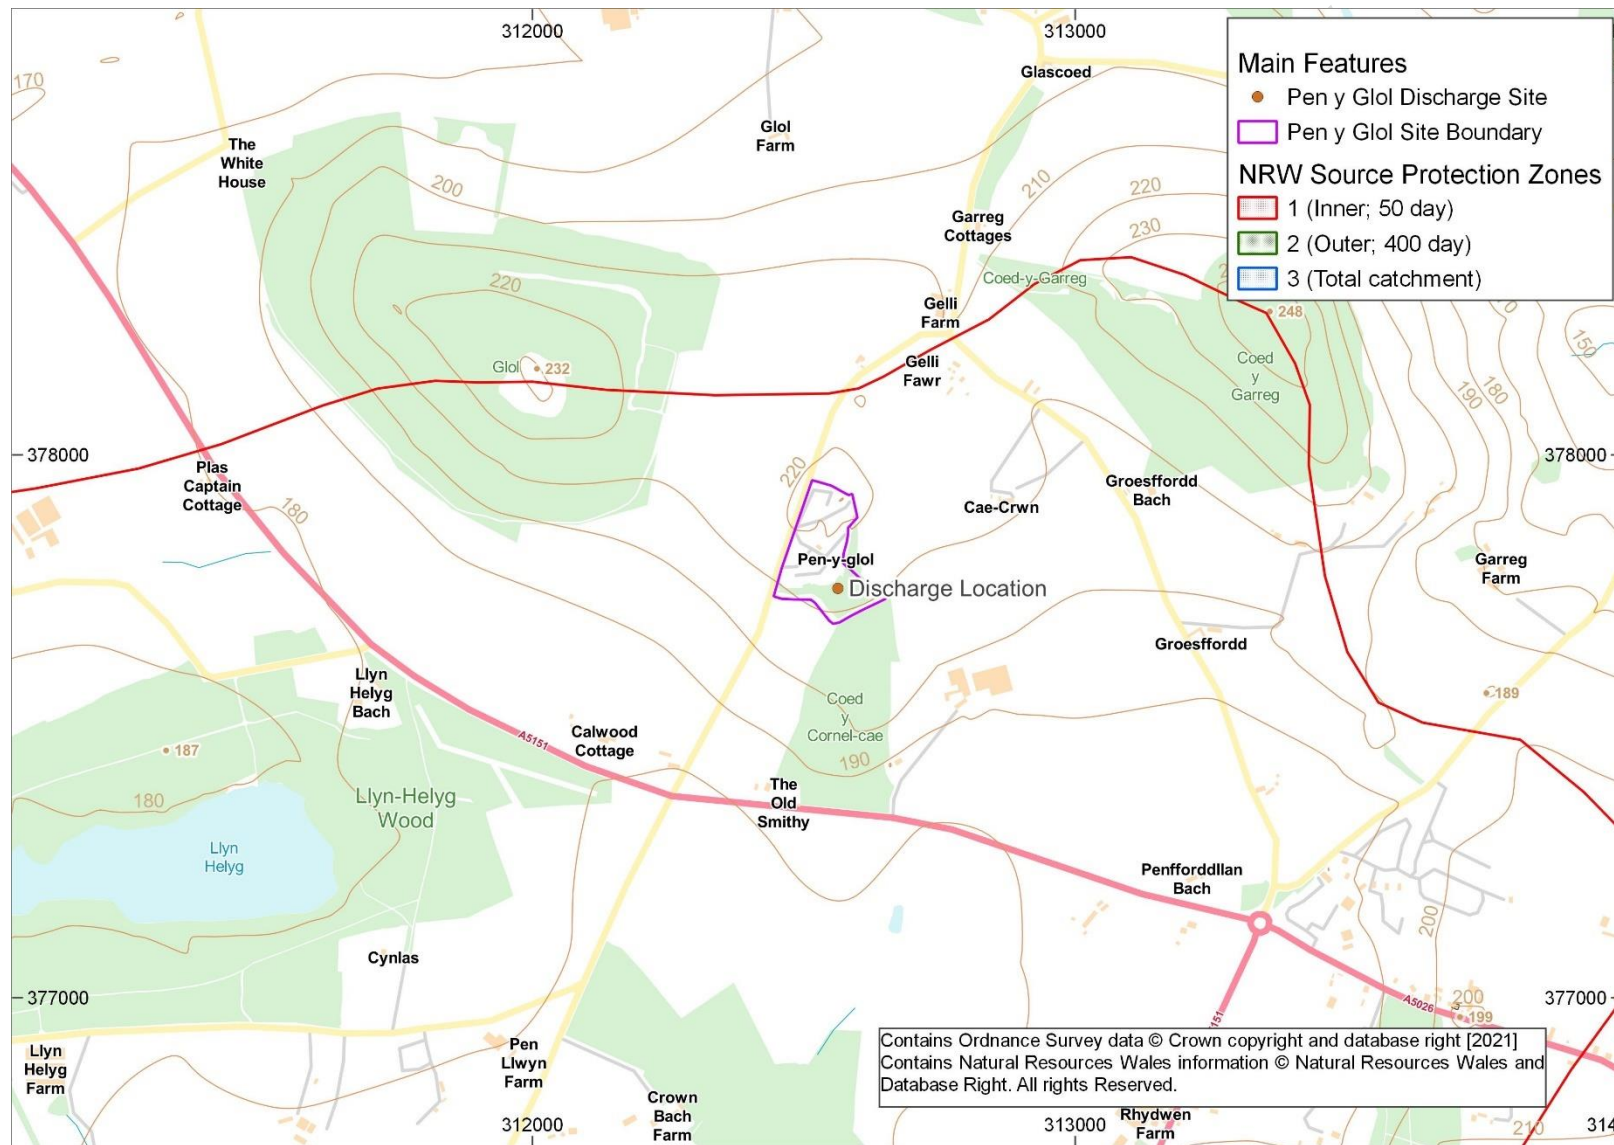 312000
313000
170
Glascoed
Main Features
Pen y Glol Discharge Site
Pen y Glol Site Boundary
NRW Source Protection Zones
1 (Inner; 50 day)
2 (Outer; 400 day)
3 (Total catchment)
The
White
House
Glol
Farm
200
210
220
230
Garreg
Cottages
Coed-y-Garreg
220
Gelli
Farm
248
150
Glol
232
Gelli
Fawr
Coed
y
Garreg
180
190
378000
378000
Plas
Captain
Cottage
180
220
Cae-Crwn
Groesffordd
Bach
Pen-y-glol
Discharge Location
Garreg
Farm
Groesffordd
Llyn
Helyg
Bach
189
Coed
y
Cornel-cae
187
A5151
Calwood
Cottage
190
180
The
Old
Smithy
Llyn-Helyg
Wood
Llyn
Helyg
Penfforddllan
Bach
200
Cynlas
377000
377000
A5026
200
199
151
Llyn
Helyg
Farm
Pen
Llwyn
Farm
Crown
Bach
Farm
Contains Ordnance Survey data © Crown copyright and database right [2021]
Contains Natural Resources Wales information © Natural Resources Wales and
Database Right. All rights Reserved.
Rhydwen
Farm
312000
313000
210
314